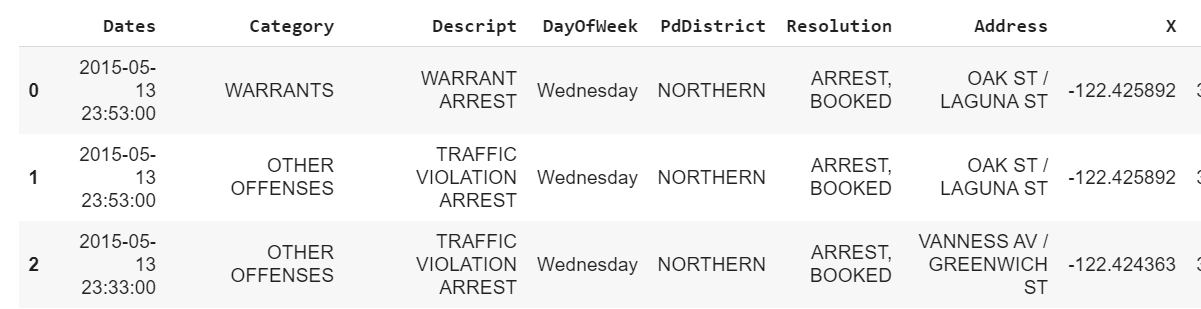 Dates Category Descript DayOfWeek PdDistrict Resolution Address X
0 2015-05-13 23:53:00 WARRANTS WARRANT ARREST Wednesday NORTHERN ARREST, BOOKED OAK ST / LAGUNA ST -122.425892
1 2015-05-13 23:53:00 OTHER OFFENSES TRAFFIC VIOLATION ARREST Wednesday NORTHERN ARREST, BOOKED OAK ST / LAGUNA ST -122.425892
2 2015-05-13 23:33:00 OTHER OFFENSES TRAFFIC VIOLATION ARREST Wednesday NORTHERN ARREST, BOOKED VANNESS AV / GREENWICH ST -122.424363